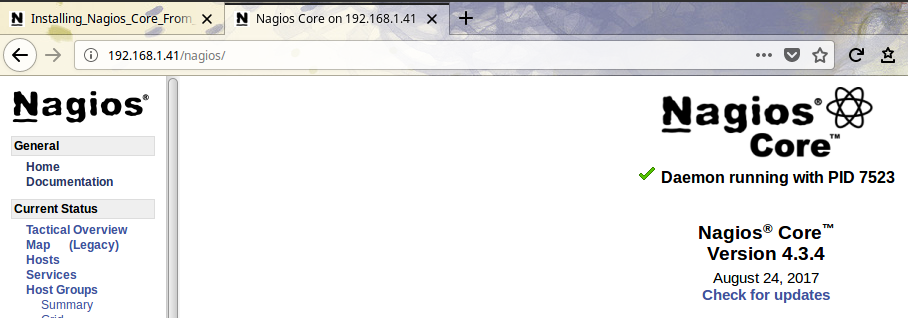 Installing_Nagios_Core_From_
Nagios Core on 192.168.1.41
192.168.1.41/nagios/
Nagios®
General
Home
Documentation
Current Status
Tactical Overview
Map (Legacy)
Hosts
Services
Host Groups
Summary
Grid
Nagios®
Core™
Daemon running with PID 7523
Nagios® Core™
Version 4.3.4
August 24, 2017
Check for updates